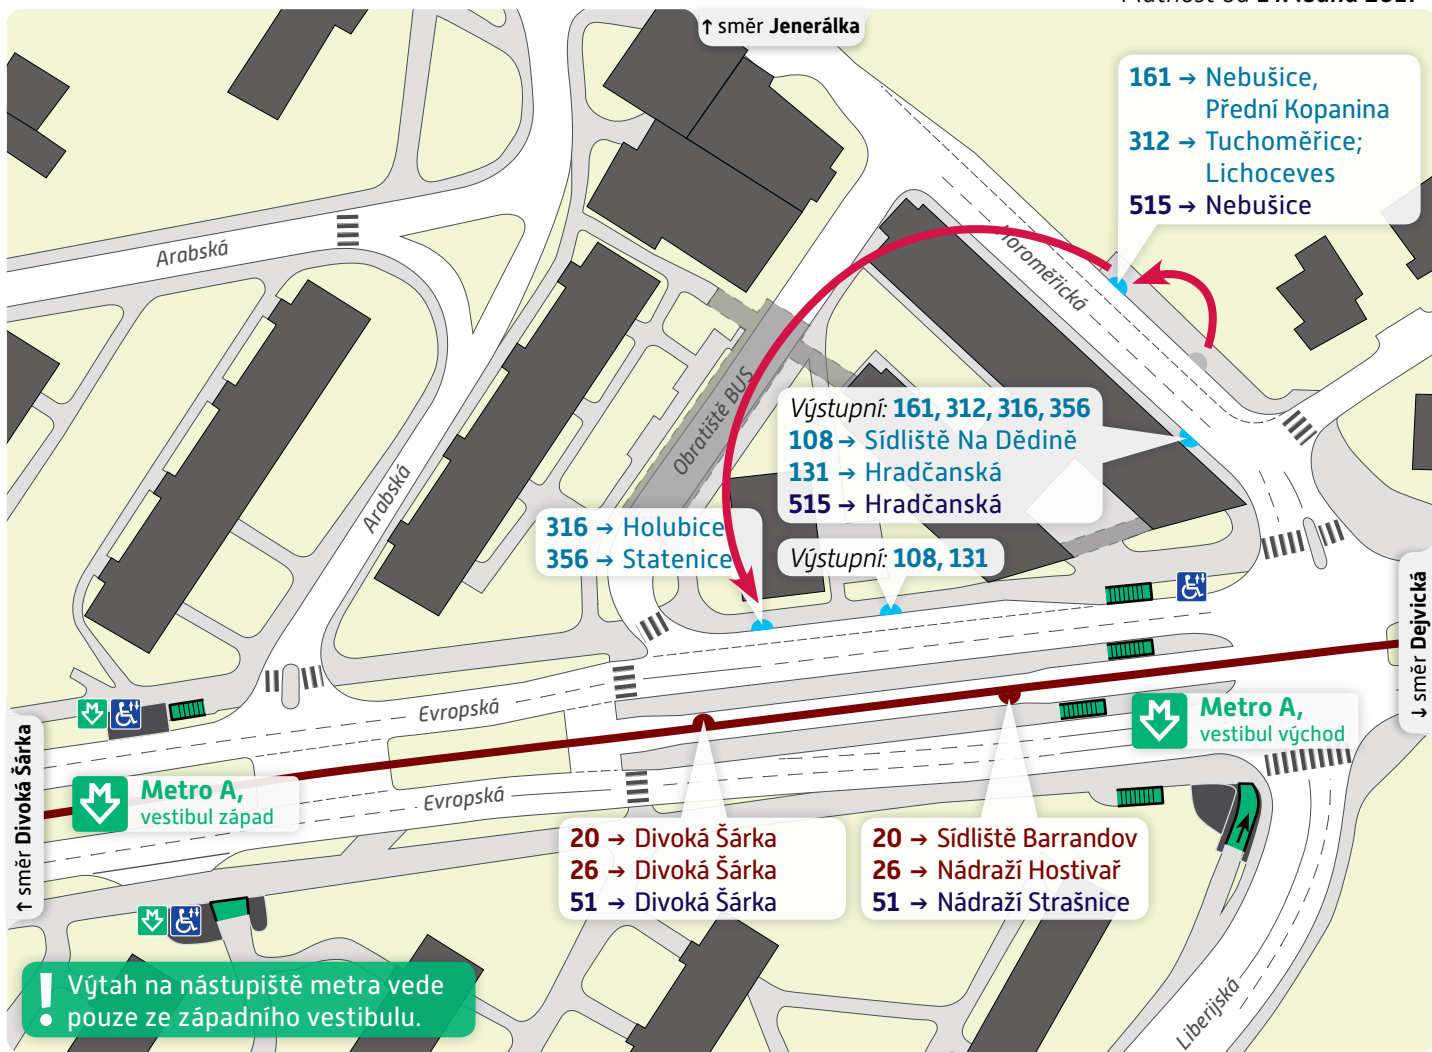 ↑ směr Jenerálka
161 → Nebušice,
Přední Kopanina
312 → Tuchoměřice;
Lichoceves
515 → Nebušice
Arabská
Horoměřická
Obratiště BUS
Výstupní: 161, 312, 316, 356
108 → Sídliště Na Dědině
131 → Hradčanská
515 → Hradčanská
Arabská
316 → Holubice
356 → Statenice
Výstupní: 108, 131
↓ směr Dejvická
Evropská
Metro A,
vestibul východ
↑ směr Divoká Šárka
Metro A,
vestibul západ
Evropská
20 → Divoká Šárka
26 → Divoká Šárka
51 → Divoká Šárka
20 → Sídliště Barrandov
26 → Nádraží Hostivař
51 → Nádraží Strašnice
! Výtah na nástupiště metra vede
pouze ze západního vestibulu.
Liberijská